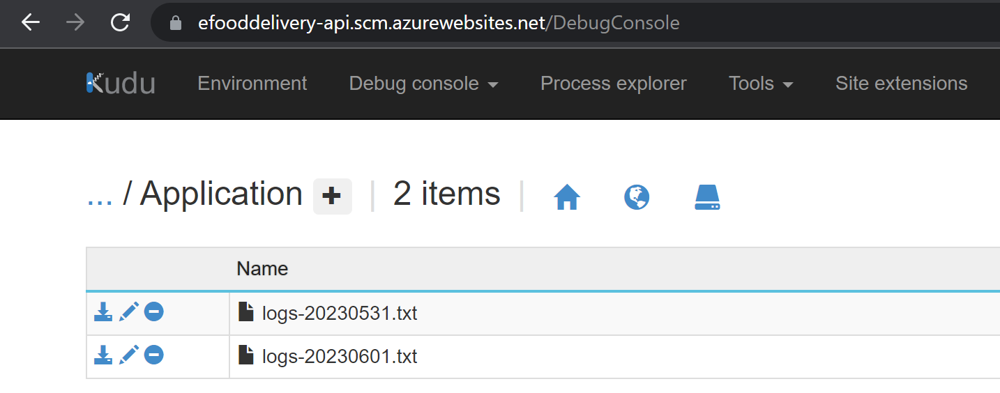 efooddelivery-api.scm.azurewebsites.net/DebugConsole
Kudu Environment Debug console Process explorer Tools Site extensions
... / Application + | 2 items |
Name
logs-20230531.txt
logs-20230601.txt